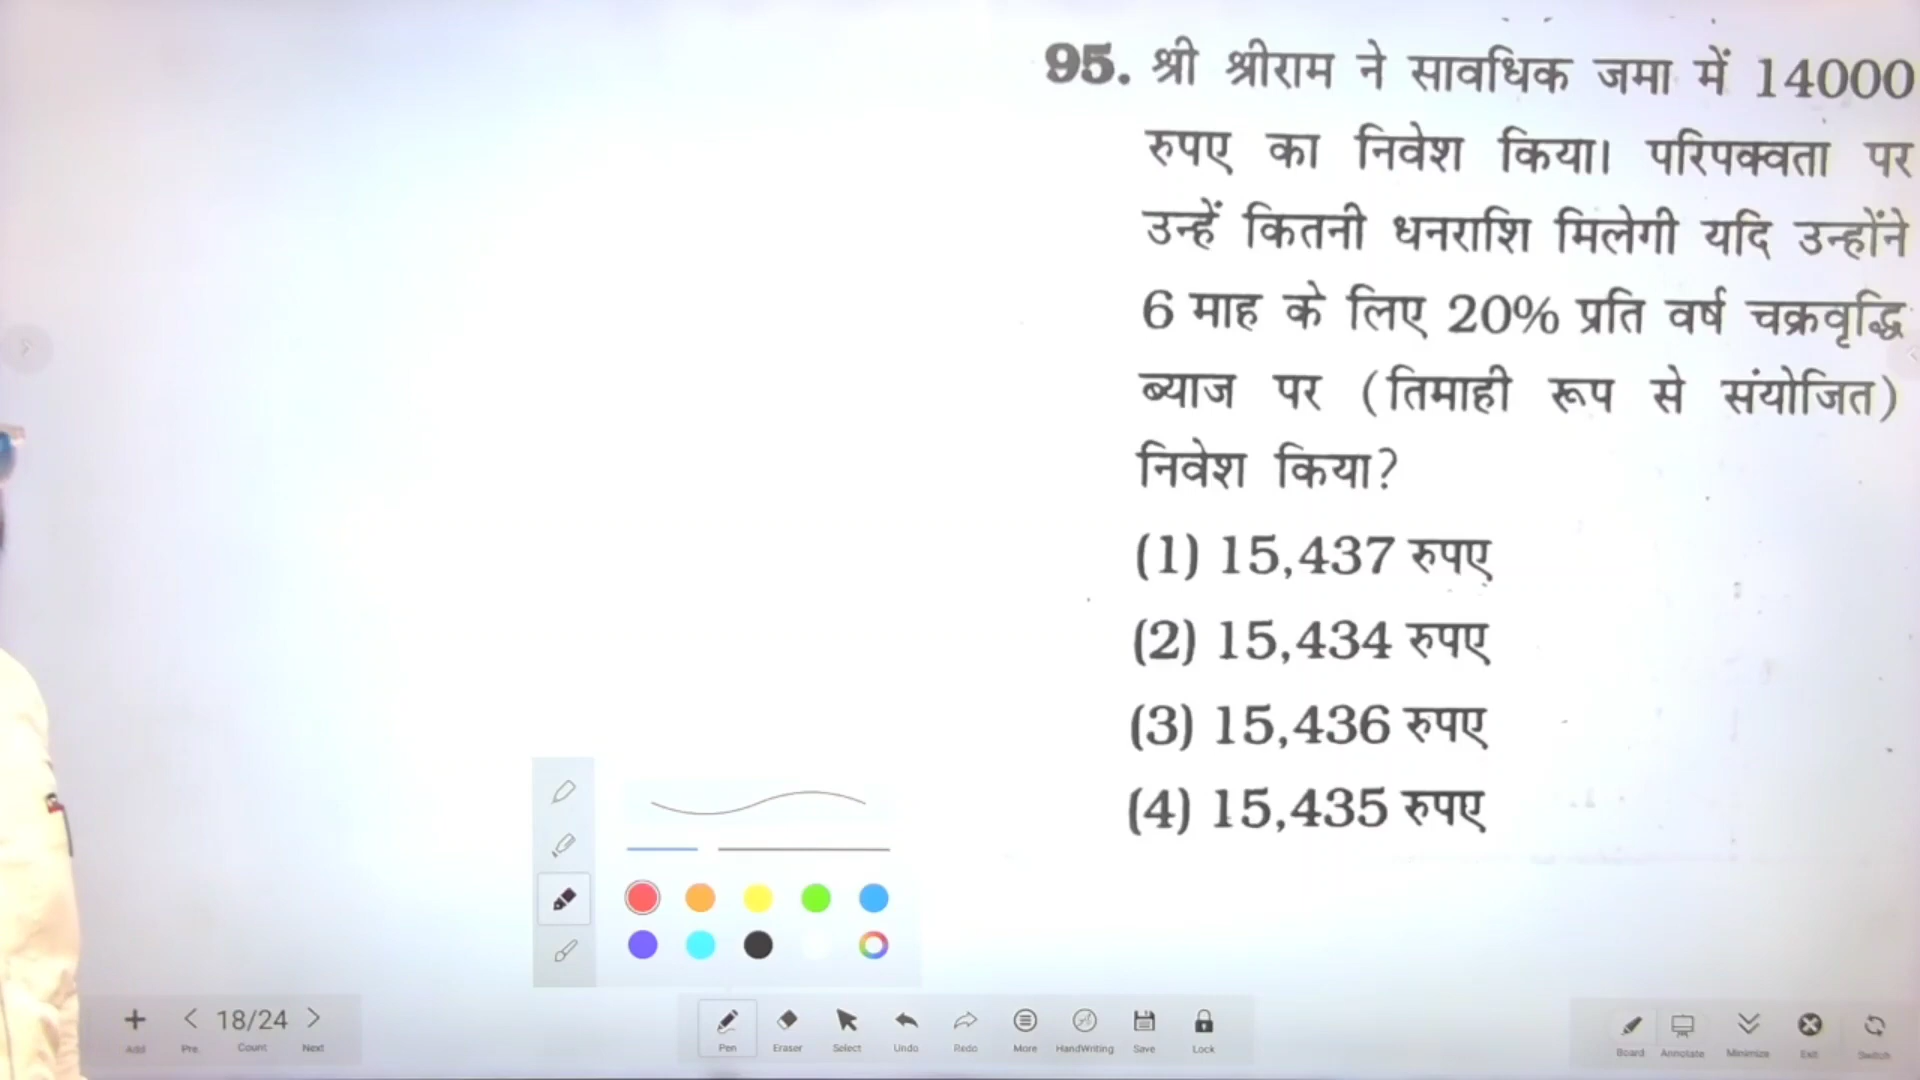 95. श्री श्रीराम ने सावधिक जमा में 14000
रुपए का निवेश किया। परिपक्वता पर
उन्हें कितनी धनराशि मिलेगी यदि उन्होंने
6 माह के लिए 20% प्रति वर्ष चक्रवृद्धि
ब्याज पर (तिमाही रूप से संयोजित)
निवेश किया?
(1) 15,437 रुपए
(2) 15,434 रुपए
(3) 15,436 रुपए
(4) 15,435 रुपए
18/24
Add Pre Count Next
Pen Eraser Select Undo Redo More HandWriting Save Lock
Board Annotate Minimize Exit Switch